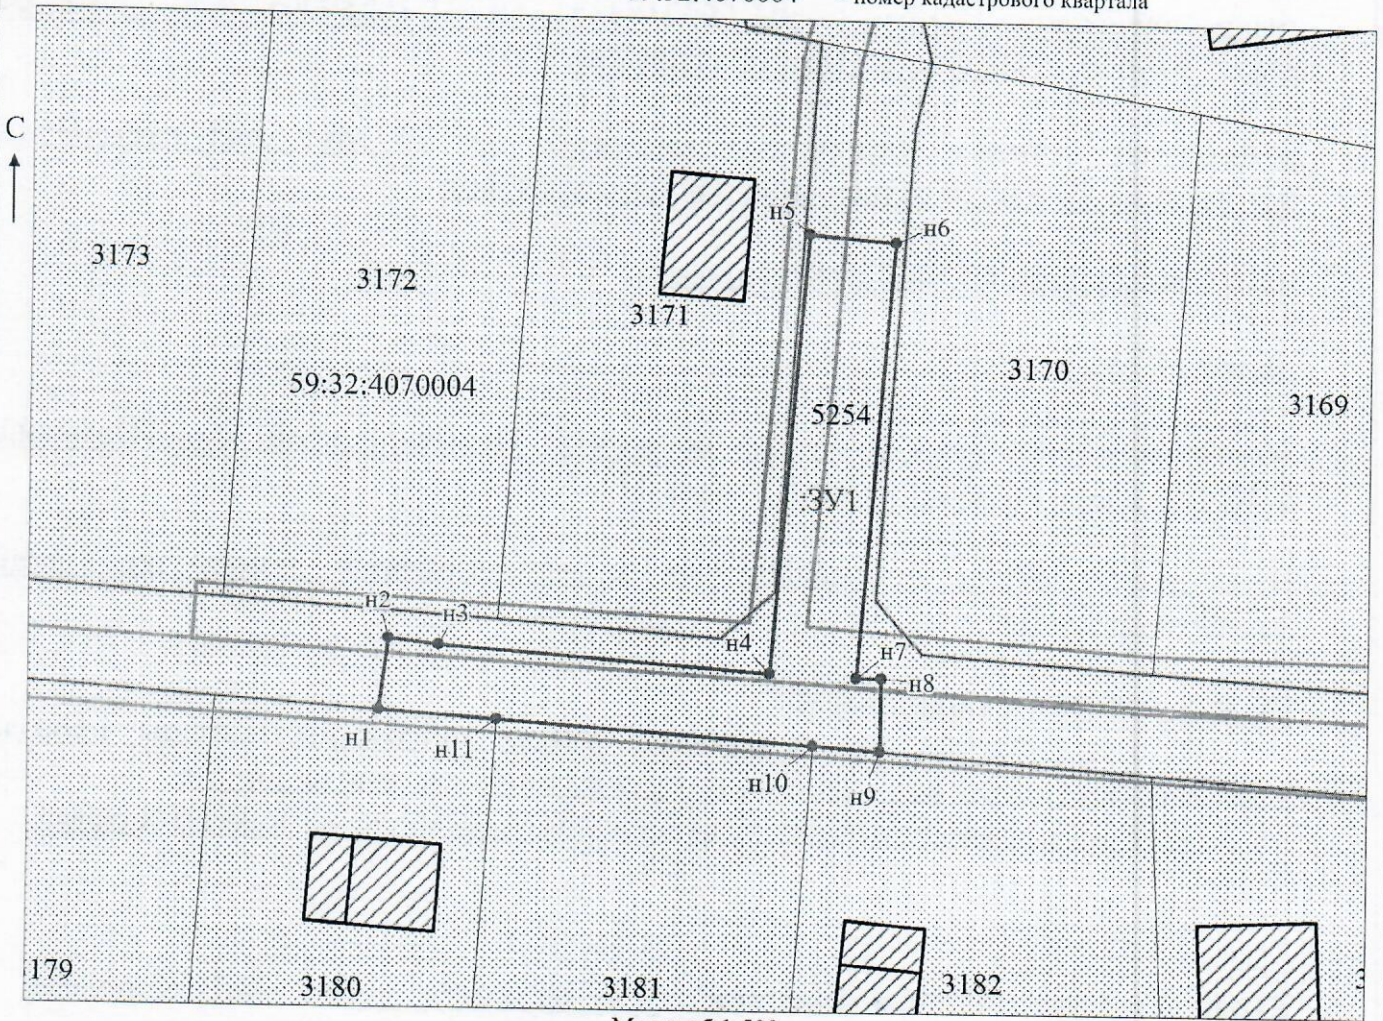 номер кадастрового квартала
С
3173
3172
3171
н5
н6
3170
3169
59:32:4070004
5254
:ЗУ1
н2
н3
н4
н7
н8
н1
н11
н10
н9
179
3180
3181
3182